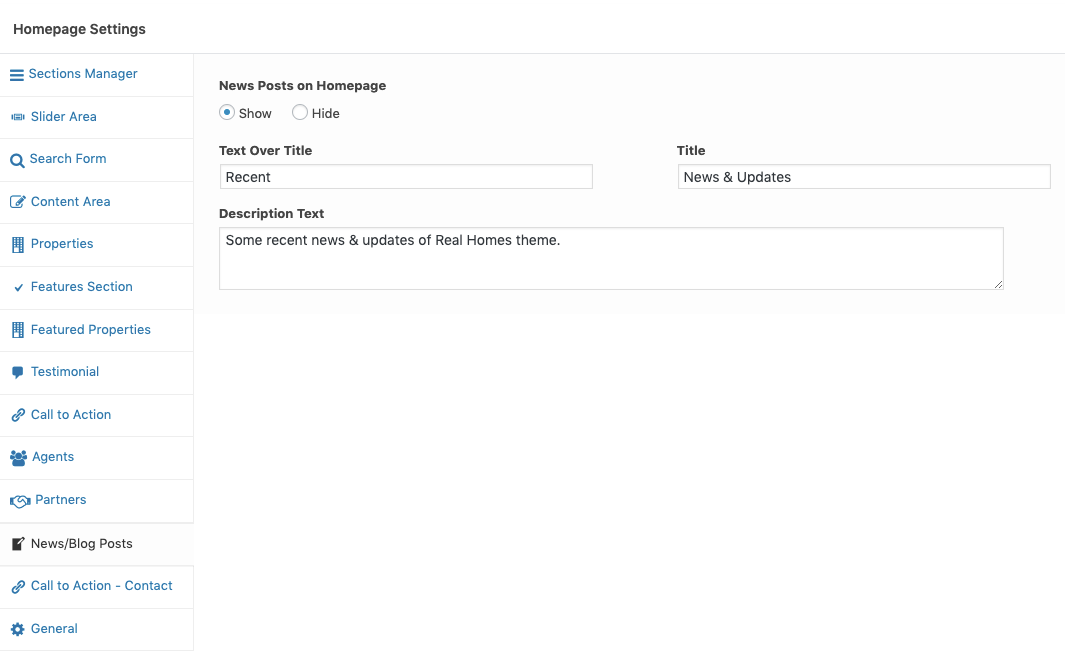 Homepage Settings
Sections Manager
Slider Area
Search Form
Content Area
Properties
Features Section
Featured Properties
Testimonial
Call to Action
Agents
Partners
News/Blog Posts
Call to Action - Contact
General
News Posts on Homepage
Show Hide
Text Over Title Title
Recent News & Updates
Description Text
Some recent news & updates of Real Homes theme.